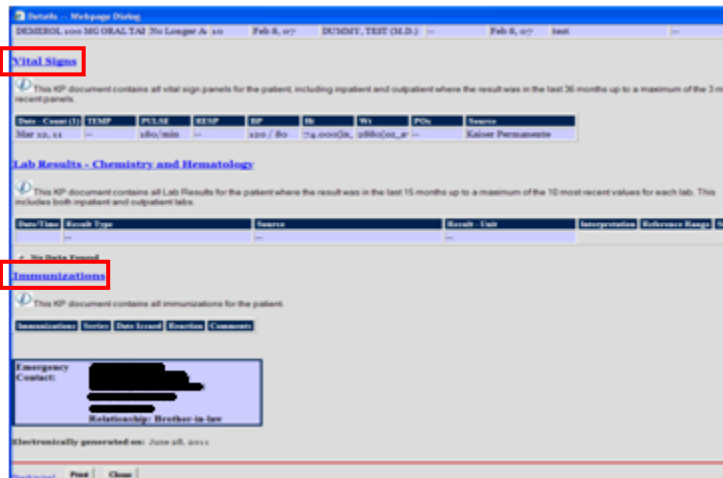 Details -- Webpage Dialog
DEMEROL 100 MG ORAL TAB No Longer A 10 Feb 8, 07 DUMMY, TEST (M.D.) -- Feb 8, 07 test --
Vital Signs
This KP document contains all vital sign panels for the patient, including inpatient and outpatient where the result was in the last 36 months up to a maximum of the 3 m
recent panels.
Date - Count (1) TEMP PULSE RESP BP Ht Wt POx Source
Mar 12, 11 -- 180/min -- 120 / 80 74.000(in, 2880(oz_av -- Kaiser Permanente
Lab Results - Chemistry and Hematology
This KP document contains all Lab Results for the patient where the result was in the last 15 months up to a maximum of the 10 most recent values for each lab. This
includes both inpatient and outpatient labs.
Date/Time Result Type Source Result - Unit Interpretation Reference Range
-- -- --
No Data Found
Immunizations
This KP document contains all immunizations for the patient.
Immunizations Series Date Issued Reaction Comments
Emergency
Contact:
Relationship: Brother-in-law
Electronically generated on: June 28, 2011
Print Close